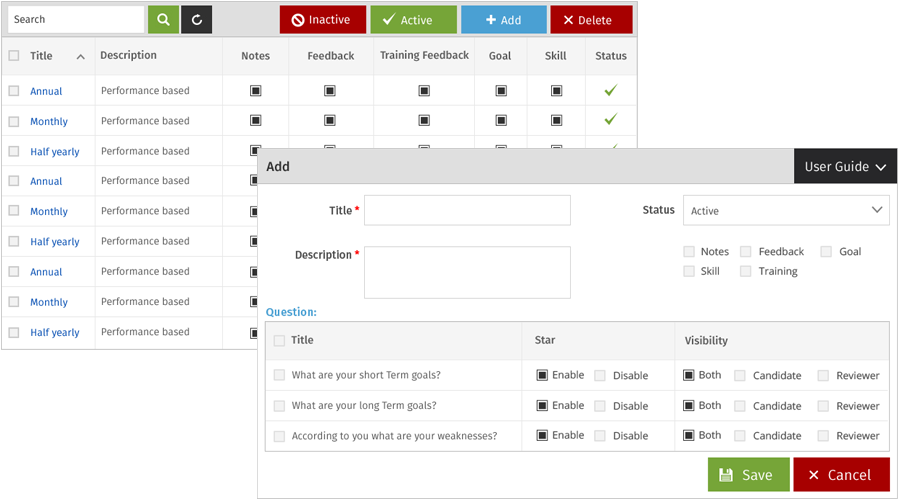 Search Inactive Active Add Delete
Title Description Notes Feedback Training Feedback Goal Skill Status
Annual Performance based
Monthly Performance based
Half yearly Performance based
Annual Performance based
Monthly Performance based
Half yearly Performance based
Annual Performance based
Monthly Performance based
Half yearly Performance based
Add User Guide
Title * Status Active
Description * Notes Feedback Goal
Skill Training
Question:
Title Star Visibility
What are your short Term goals? Enable Disable Both Candidate Reviewer
What are your long Term goals? Enable Disable Both Candidate Reviewer
According to you what are your weaknesses? Enable Disable Both Candidate Reviewer
Save Cancel